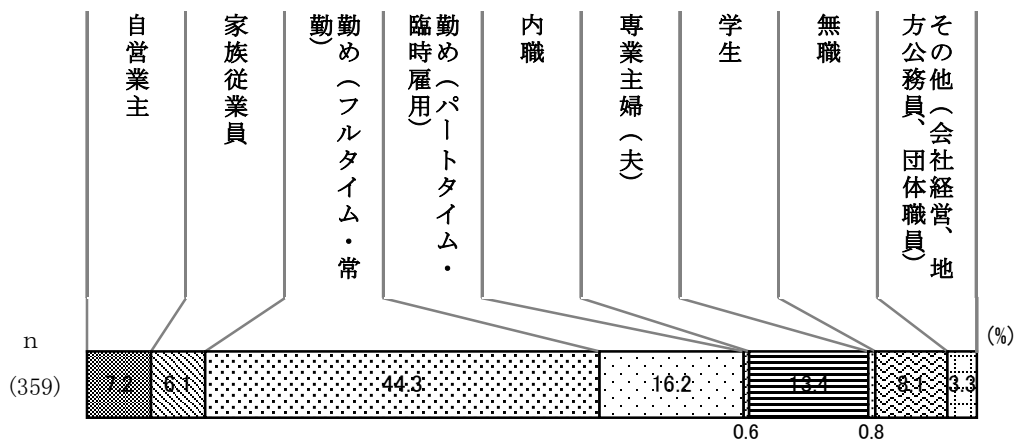 自営業主
家族従業員
勤め（フルタイム・常
勤）
勤め（パートタイム・
臨時雇用）
内職
専業主婦（夫）
学生
無職
その他（会社経営、地
方公務員、団体職員）
(%)
n
(359)
7.2
6.1
44.3
16.2
0.6
13.4
0.8
8.1
3.3